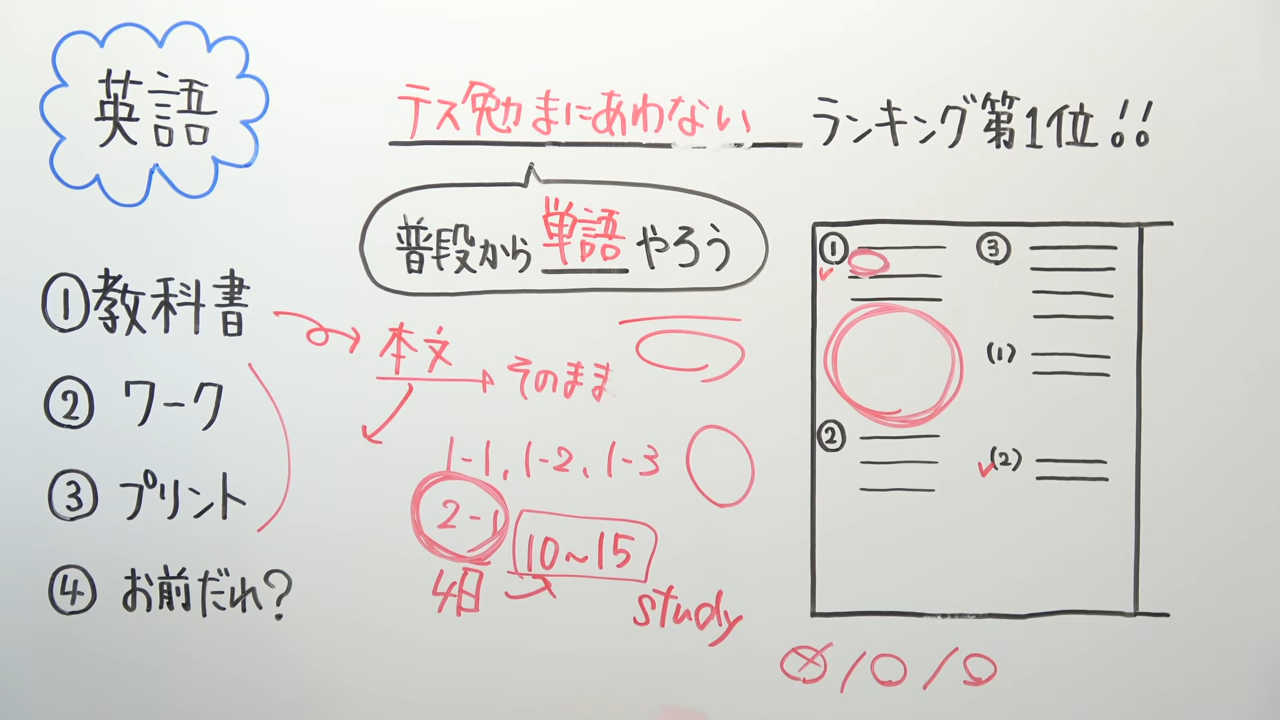 英語
テス勉まにあわない ランキング第1位!!
普段から単語やろう
①教科書
② ワーク
③ プリント
④ お前だれ?
本文
そのまま
1-1, 1-2, 1-3
2-1
10~15
4日
study
①
②
③
(1)
(2)